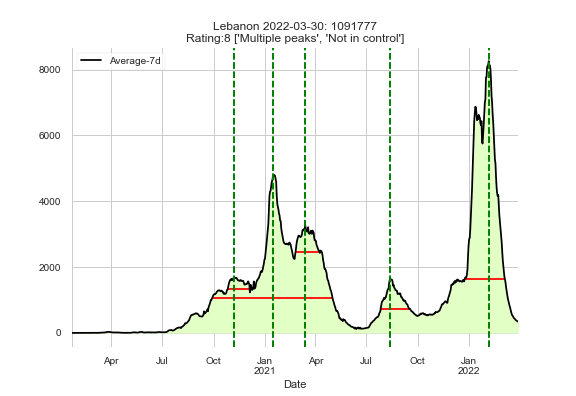 Lebanon 2022-03-30: 1091777
Rating:8 ['Multiple peaks', 'Not in control']
Average-7d
8000
6000
4000
2000
0
Apr Jul Oct Jan Apr Jul Oct Jan
2021 2022
Date